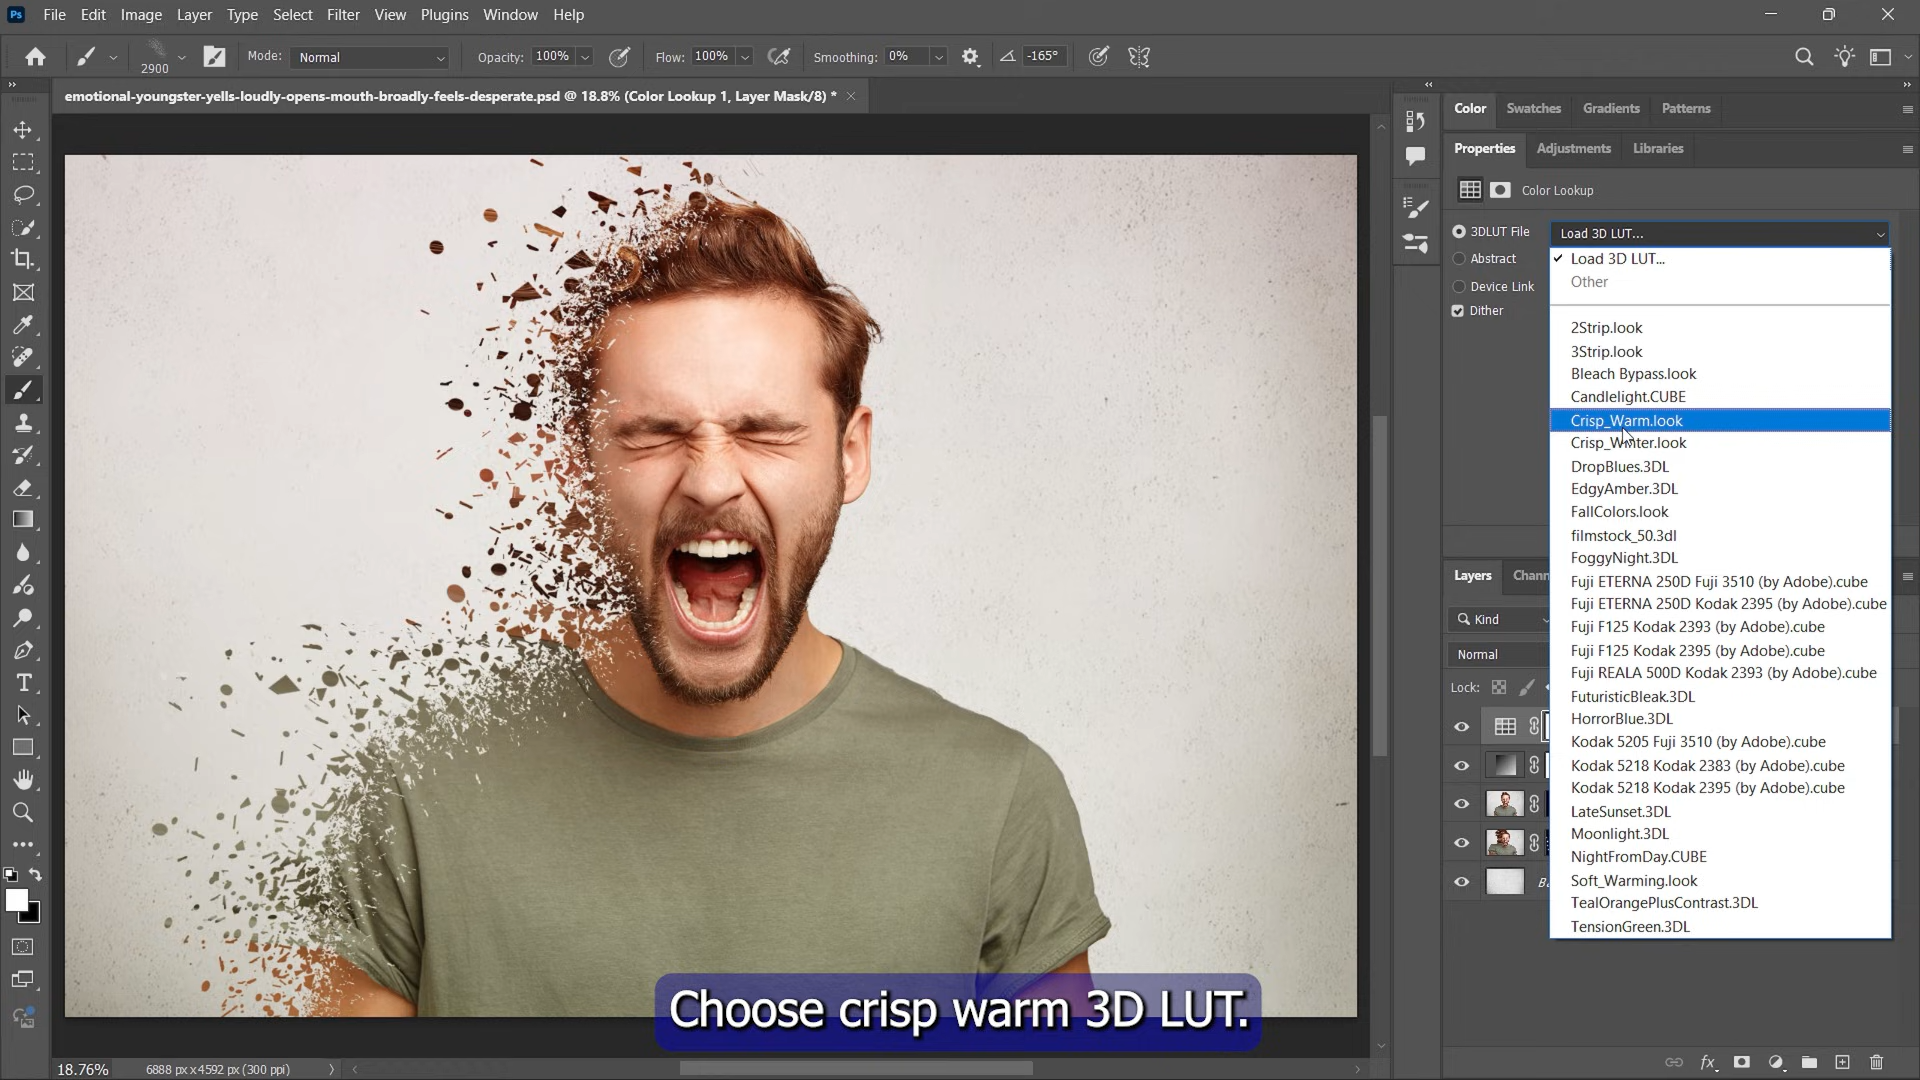 Ps File Edit Image Layer Type Select Filter View Plugins Window Help
2900 Mode: Normal Opacity: 100% Flow: 100% Smoothing: 0% -165°
emotional-youngster-yells-loudly-opens-mouth-broadly-feels-desperate.psd @ 18.8% (Color Lookup 1, Layer Mask/8) *
Color Swatches Gradients Patterns
Properties Adjustments Libraries
Color Lookup
3DLUT File Load 3D LUT...
Abstract
Device Link
Dither
Load 3D LUT...
Other
2Strip.look
3Strip.look
Bleach Bypass.look
Candlelight.CUBE
Crisp_Warm.look
Crisp_Winter.look
DropBlues.3DL
EdgyAmber.3DL
FallColors.look
filmstock_50.3dl
FoggyNight.3DL
Fuji ETERNA 250D Fuji 3510 (by Adobe).cube
Fuji ETERNA 250D Kodak 2395 (by Adobe).cube
Fuji F125 Kodak 2393 (by Adobe).cube
Fuji F125 Kodak 2395 (by Adobe).cube
Fuji REALA 500D Kodak 2393 (by Adobe).cube
FuturisticBleak.3DL
HorrorBlue.3DL
Kodak 5205 Fuji 3510 (by Adobe).cube
Kodak 5218 Kodak 2383 (by Adobe).cube
Kodak 5218 Kodak 2395 (by Adobe).cube
LateSunset.3DL
Moonlight.3DL
NightFromDay.CUBE
Soft_Warming.look
TealOrangePlusContrast.3DL
TensionGreen.3DL
Layers Chann
Kind
Normal
Lock:
Choose crisp warm 3D LUT.
18.76% 6888 px x 4592 px (300 ppi)
fx